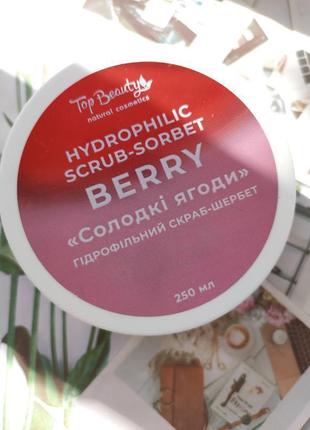 Top Beauty
natural cosmetics
HYDROPHILIC
SCRUB-SORBET
BERRY
«Солодкі ягоди»
ГІДРОФІЛЬНИЙ СКРАБ-ШЕРБЕТ
250 мл